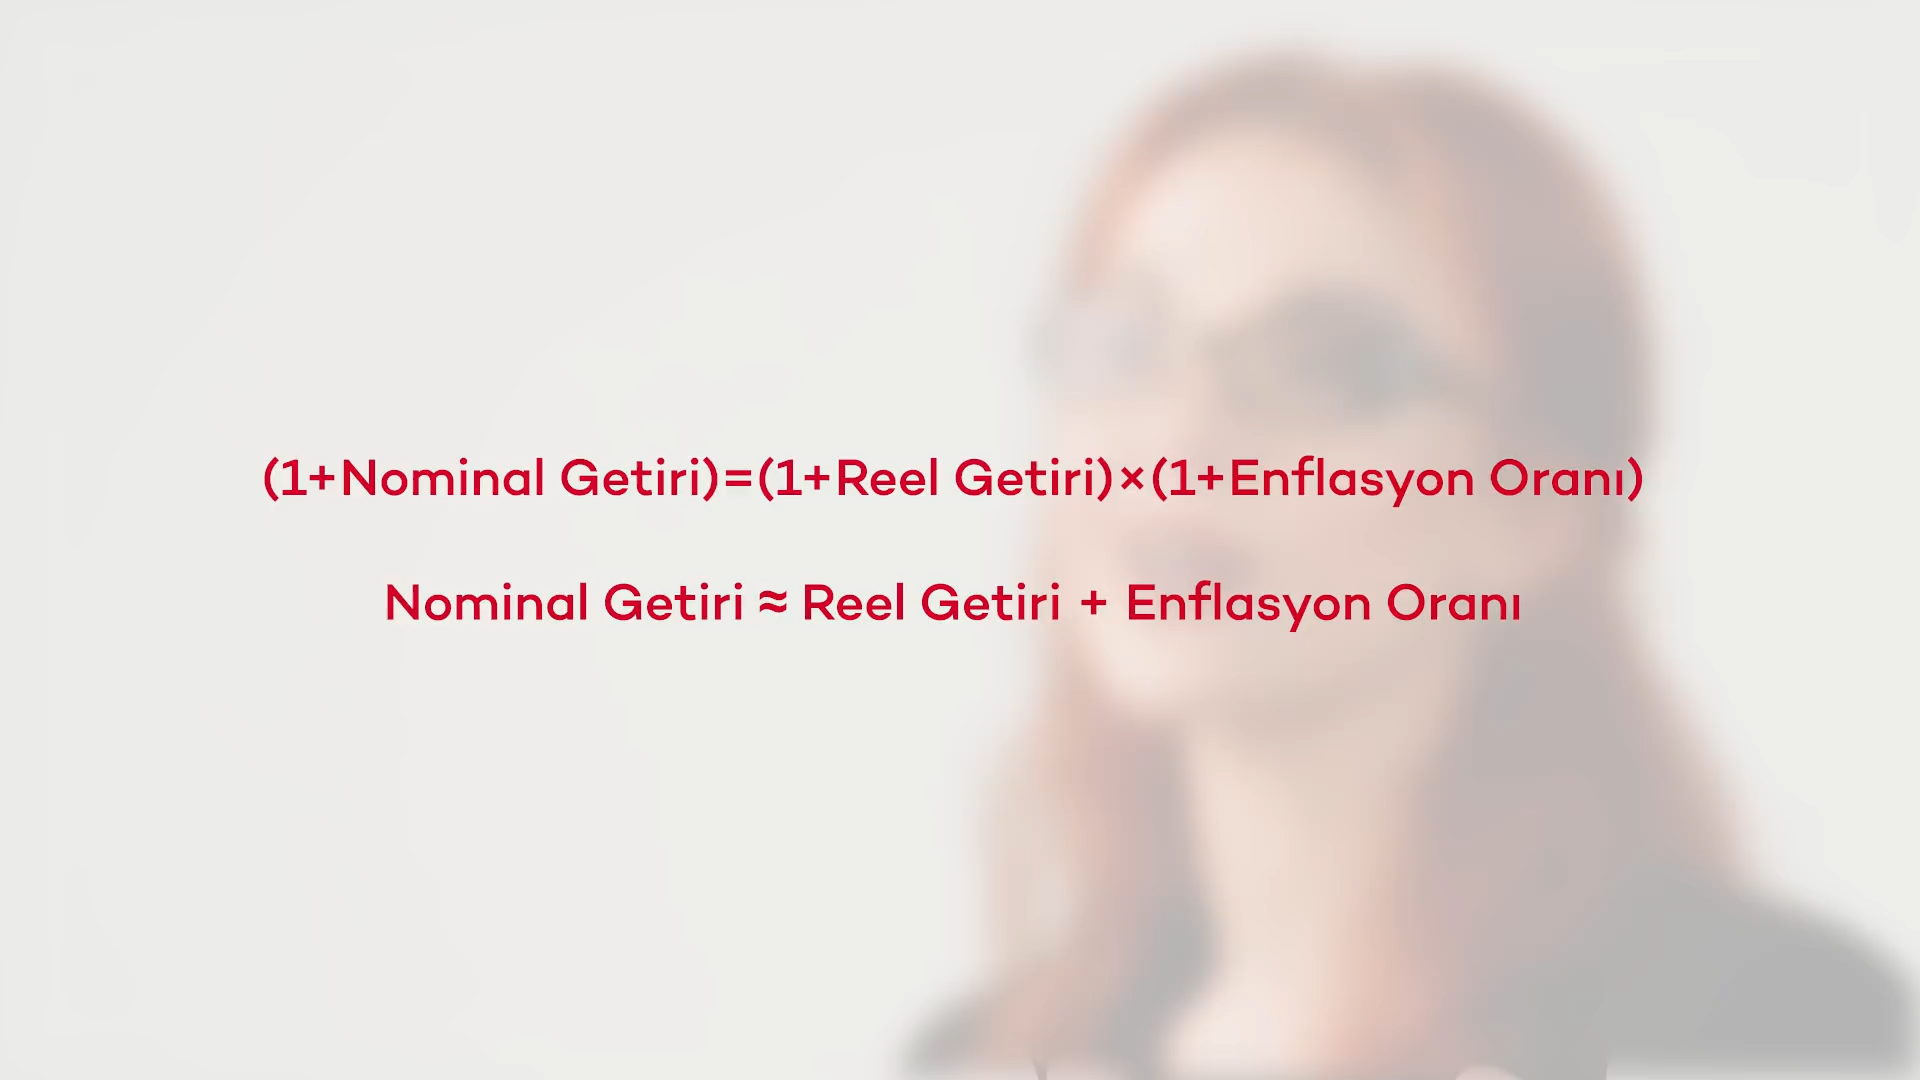 (1+Nominal Getiri)=(1+Reel Getiri)×(1+Enflasyon Oranı)
Nominal Getiri ≈ Reel Getiri + Enflasyon Oranı